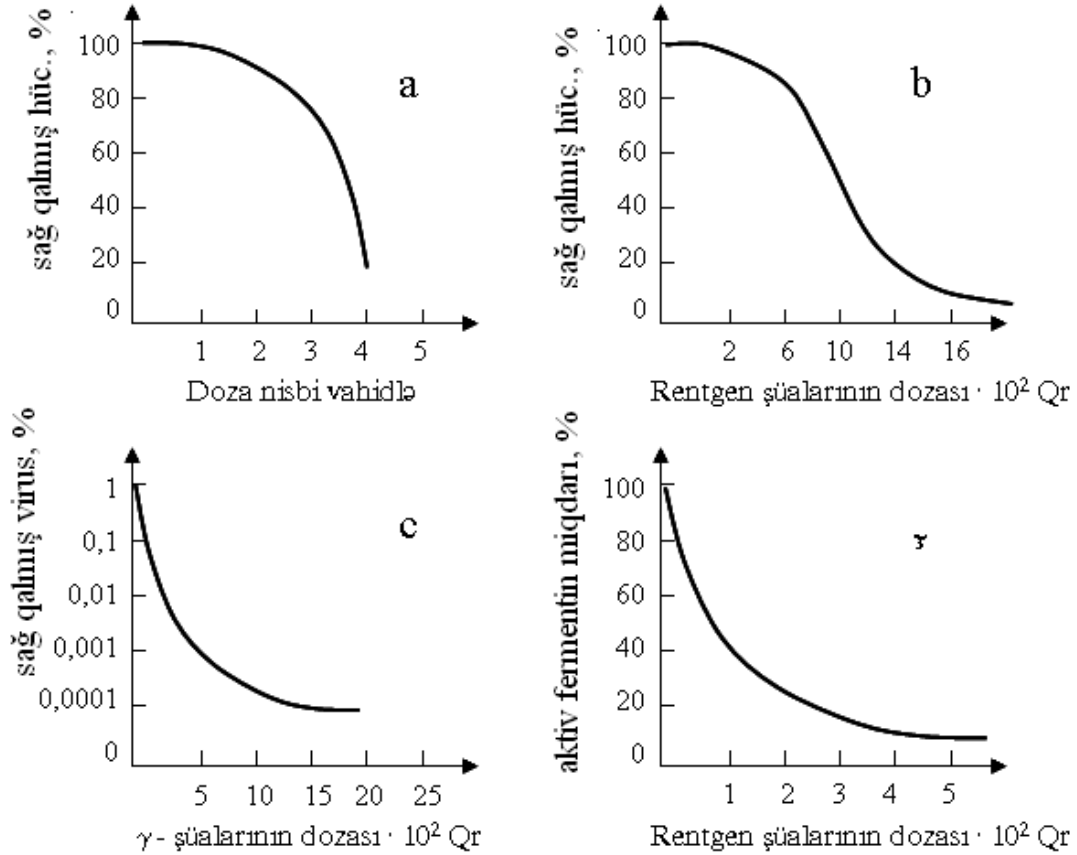 sağ qalmış hüc., %
100
80
60
40
20
0
a
1 2 3 4 5
Doza nisbi vahidlə
sağ qalmış hüc., %
100
80
60
40
20
0
b
2 6 10 14 16
Rentgen şüalarının dozası · 10² Qr
sağ qalmış virus, %
1
0,1
0,01
0,001
0,0001
0
c
5 10 15 20 25
γ - şüalarının dozası · 10² Qr
aktiv fermentin miqdarı, %
100
80
60
40
20
0
1 2 3 4 5
Rentgen şüalarının dozası · 10² Qr